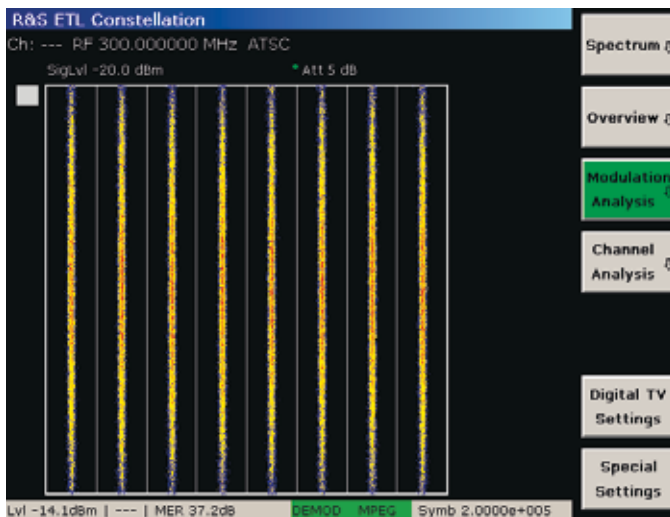 R&S ETL Constellation
Ch: --- RF 300.000000 MHz ATSC
SigLvl -20.0 dBm * Att 5 dB
Spectrum
Overview
Modulation
Analysis
Channel
Analysis
Digital TV
Settings
Special
Settings
Lvl -14.1dBm | --- | MER 37.2dB DEMOD MPEG Symb 2.0000e+005